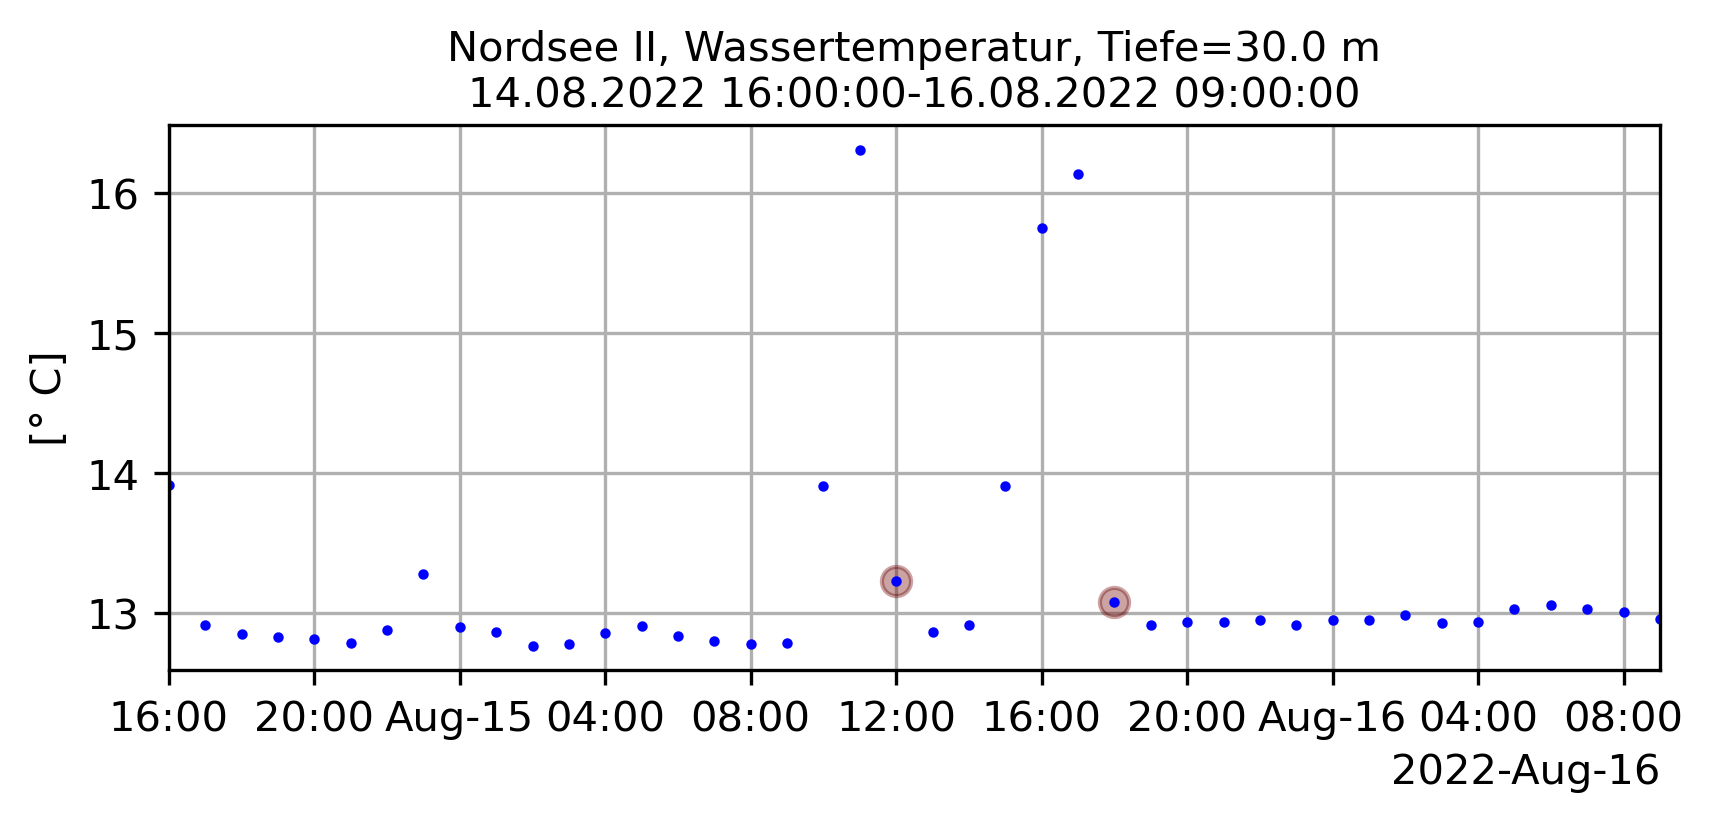 Nordsee II, Wassertemperatur, Tiefe=30.0 m
14.08.2022 16:00:00-16.08.2022 09:00:00
16
15
14
13
[° C]
16:00 20:00 Aug-15 04:00 08:00 12:00 16:00 20:00 Aug-16 04:00 08:00
2022-Aug-16